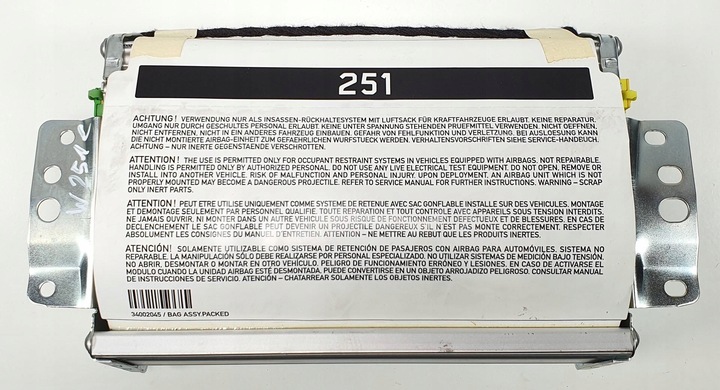 251
ACHTUNG! VERWENDUNG NUR ALS INSASSEN-RÜCKHALTESYSTEM MIT LUFTSACK FÜR KRAFTFAHRZEUGE ERLAUBT. KEINE REPARATUR,
UMGANG NUR DURCH GESCHULTES PERSONAL ERLAUBT. KEINE UNTER SPANNUNG STEHENDEN PRUEFMITTEL VERWENDEN. NICHT OEFFNEN,
NICHT ENTFERNEN, NICHT IN EIN ANDERES FAHRZEUG EINBAUEN. GEFAHR VON FEHLFUNKTION UND VERLETZUNG. BEI AUSLOESUNG KANN
DIE NICHT MONTIERTE AIRBAG-EINHEIT ZUM GEFAEHRLICHEN WURFSTUECK WERDEN. VERHALTENSVORSCHRIFTEN SIEHE SERVICE-HANDBUCH.
ACHTUNG – NUR INERTE GEGENSTAENDE VERSCHROTTEN.
ATTENTION! THE USE IS PERMITTED ONLY FOR OCCUPANT RESTRAINT SYSTEMS IN VEHICLES EQUIPPED WITH AIRBAGS. NOT REPAIRABLE.
HANDLING IS PERMITTED ONLY BY AUTHORIZED PERSONAL. DO NOT USE ANY LIVE ELECTRICAL TEST EQUIPMENT. DO NOT OPEN, REMOVE OR
INSTALL INTO ANOTHER VEHICLE. RISK OF MALFUNCTION AND PERSONAL INJURY. UPON DEPLOYMENT, AN AIRBAG UNIT WHICH IS NOT
PROPERLY MOUNTED MAY BECOME A DANGEROUS PROJECTILE. REFER TO SERVICE MANUAL FOR FURTHER INSTRUCTIONS. WARNING – SCRAP
ONLY INERT PARTS.
ATTENTION! PEUT ETRE UTILISE UNIQUEMENT COMME SYSTEME DE RETENUE AVEC SAC GONFLABLE INSTALLE SUR DES VEHICULES. MONTAGE
ET DEMONTAGE SEULEMENT PAR PERSONNEL QUALIFIE. TOUTE REPARATION ET TOUT CONTROLE AVEC APPAREILS SOUS TENSION INTERDITS.
NE JAMAIS OUVRIR, NI MONTER DANS UN AUTRE VEHICULE SOUS RISQUE DE FONCTIONNEMENT DEFECTUEUX ET DE BLESSURES. EN CAS DE
DECLENCHEMENT LE SAC GONFLABLE PEUT DEVENIR UN PROJECTILE DANGEREUX S'IL N'EST PAS MONTE CORRECTEMENT. RESPECTER
ABSOLUMENT LES CONSIGNES DU MANUEL D'ENTRETIEN. ATTENTION – NE METTRE AU REBUT QUE LES PRODUITS INERTES.
ATENCIÓN! SOLAMENTE UTILIZABLE COMO SISTEMA DE RETENCIÓN DE PASAJEROS CON AIRBAG PARA AUTOMÓVILES. SISTEMA NO
REPARABLE. LA MANIPULACIÓN SÓLO DEBE REALIZARSE POR PERSONAL ESPECIALIZADO. NO UTILIZAR SISTEMAS DE MEDICIÓN BAJO TENSIÓN.
NO ABRIR, DESMONTAR O MONTAR EN OTRO VEHÍCULO. PELIGRO DE FUNCIONAMIENTO ERRÓNEO Y LESIONES. EN CASO DE ACTIVARSE EL
MODULO CUANDO LA UNIDAD AIRBAG ESTÉ DESMONTADA, PUEDE CONVERTIRSE EN UN OBJETO ARROJADIZO PELIGROSO. CONSULTAR MANUAL
DE INSTRUCCIONES DE SERVICIO. ATENCIÓN – CHATARREAR SOLAMENTE LOS OBJETOS INERTES.
34002045 / BAG ASSY.PACKED